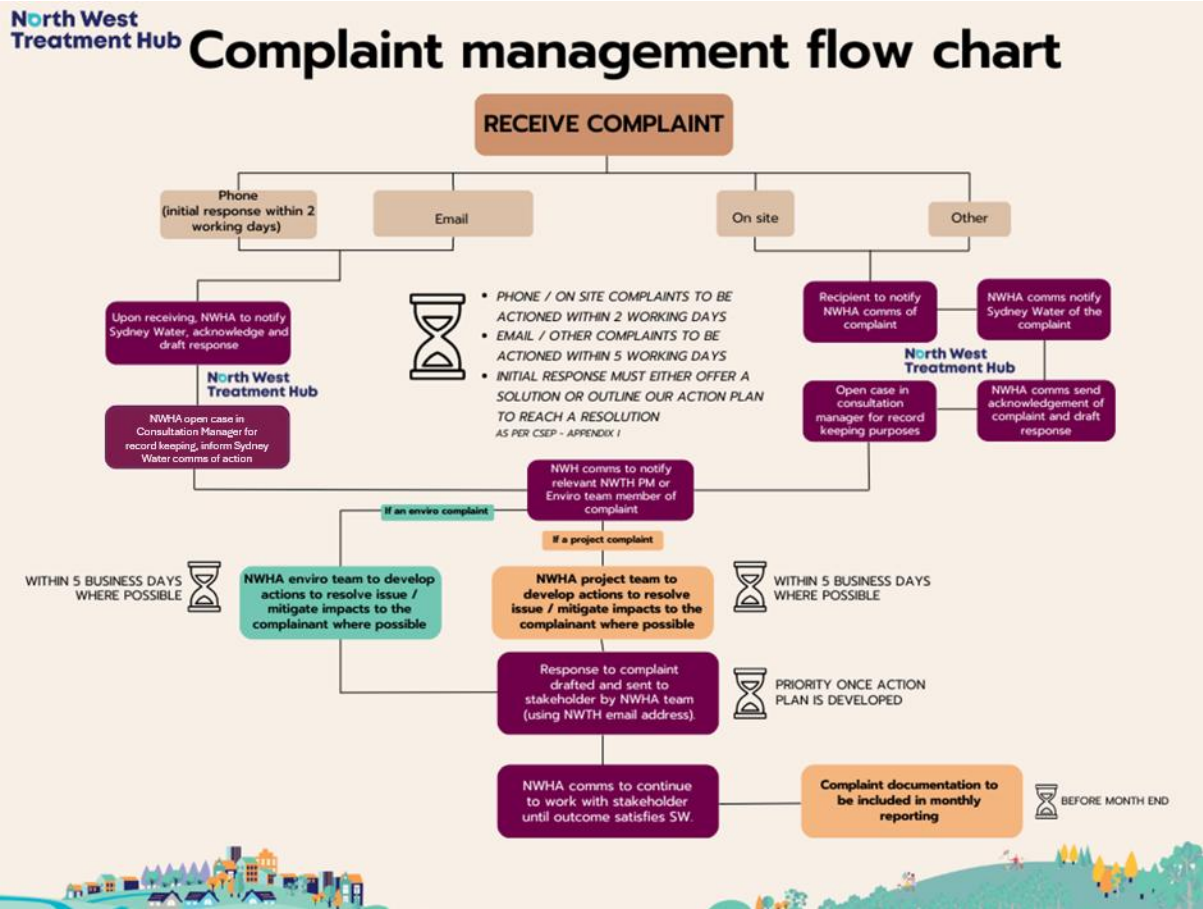 North West
Treatment Hub
Complaint management flow chart
RECEIVE COMPLAINT
Phone
(initial response within 2
working days)
Email
On site
Other
Upon receiving, NWHA to notify
Sydney Water, acknowledge and
draft response
• PHONE / ON SITE COMPLAINTS TO BE
ACTIONED WITHIN 2 WORKING DAYS
• EMAIL / OTHER COMPLAINTS TO BE
ACTIONED WITHIN 5 WORKING DAYS
• INITIAL RESPONSE MUST EITHER OFFER A
SOLUTION OR OUTLINE OUR ACTION PLAN
TO REACH A RESOLUTION
AS PER CSEP - APPENDIX I
Recipient to notify
NWHA comms of
complaint
NWHA comms notify
Sydney Water of the
complaint
North West
Treatment Hub
North West
Treatment Hub
NWHA open case in
Consultation Manager for
record keeping, inform Sydney
Water comms of action
Open case in
consultation
manager for record
keeping purposes
NWHA comms send
acknowledgement of
complaint and draft
response
NWH comms to notify
relevant NWTH PM or
Enviro team member of
complaint
If an enviro complaint
If a project complaint
WITHIN 5 BUSINESS DAYS
WHERE POSSIBLE
NWHA enviro team to develop
actions to resolve issue /
mitigate impacts to the
complainant where possible
NWHA project team to
develop actions to resolve
issue / mitigate impacts to the
complainant where possible
WITHIN 5 BUSINESS DAYS
WHERE POSSIBLE
Response to complaint
drafted and sent to
stakeholder by NWHA team
(using NWTH email address).
PRIORITY ONCE ACTION
PLAN IS DEVELOPED
NWHA comms to continue
to work with stakeholder
until outcome satisfies SW.
Complaint documentation to
be included in monthly
reporting
BEFORE MONTH END